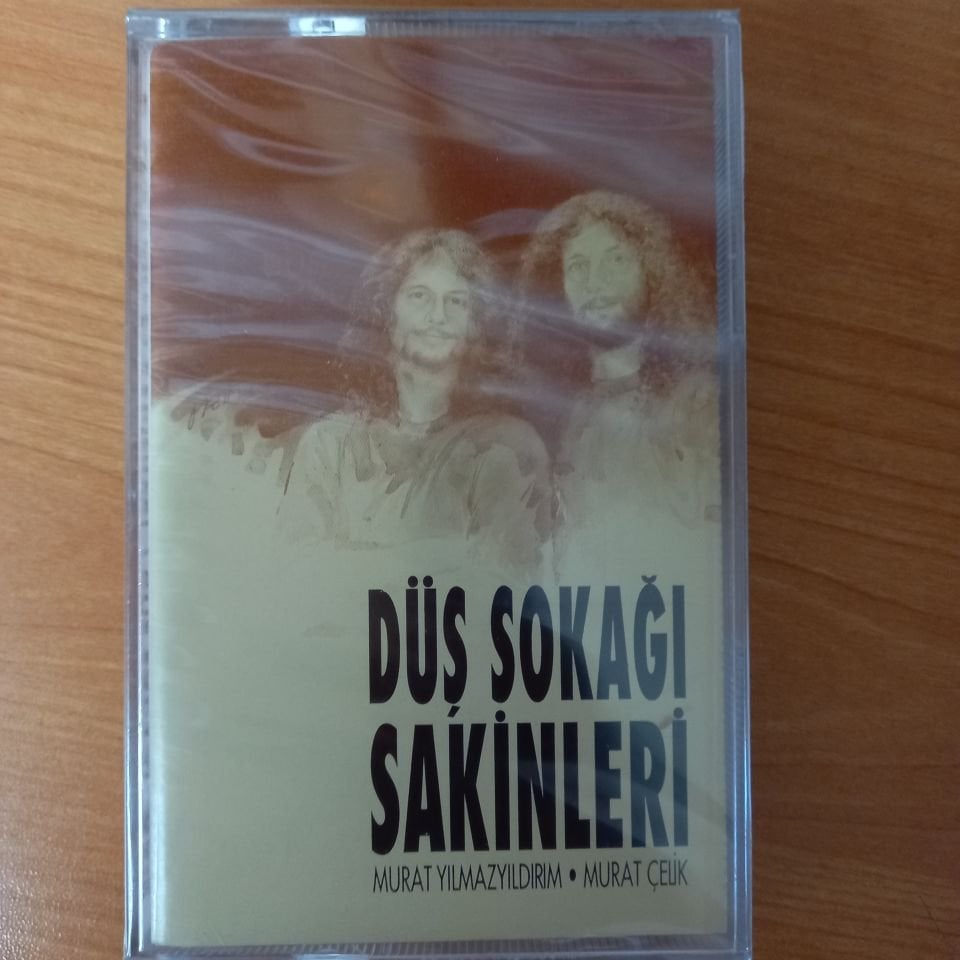 DÜŞ SOKAĞI
SAKİNLERİ
MURAT YILMAZYILDIRIM • MURAT ÇELİK